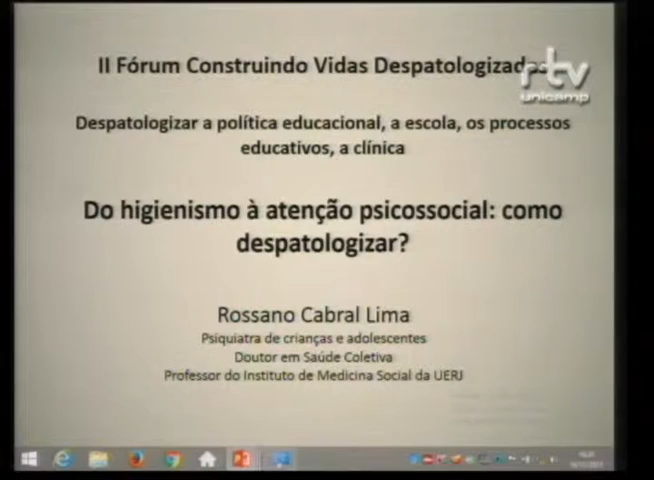 II Fórum Construindo Vidas Despatologizadas
rtv
unicamp
Despatologizar a política educacional, a escola, os processos
educativos, a clínica
Do higienismo à atenção psicossocial: como
despatologizar?
Rossano Cabral Lima
Psiquiatra de crianças e adolescentes
Doutor em Saúde Coletiva
Professor do Instituto de Medicina Social da UERJ